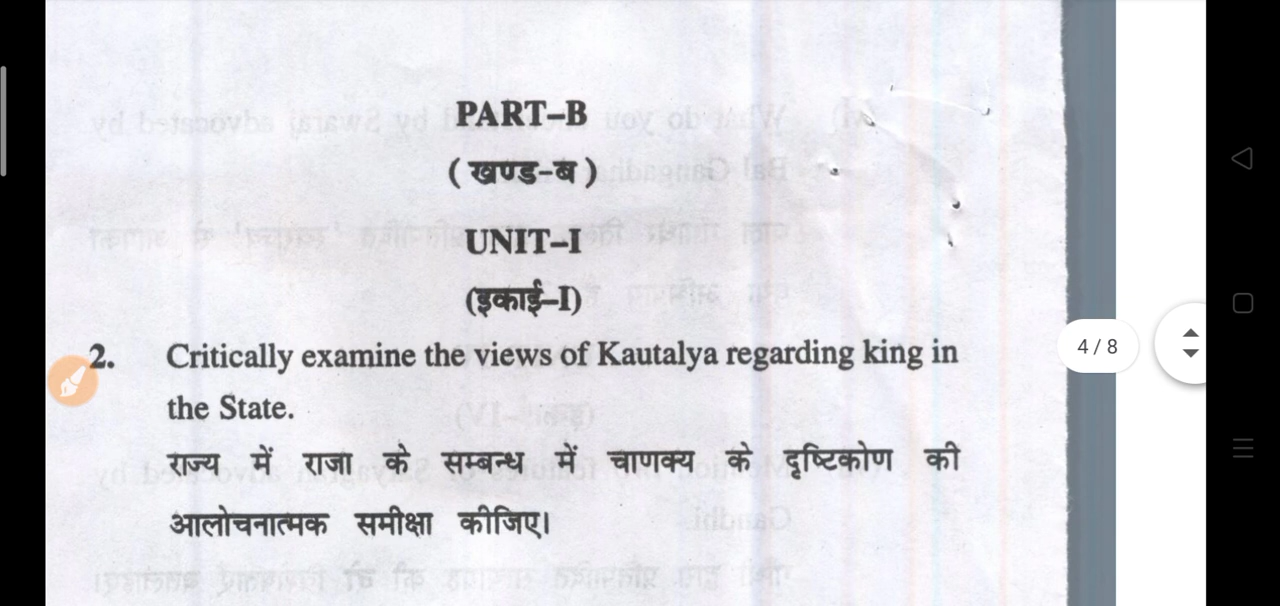 PART–B
( खण्ड-ब )
UNIT–I
(इकाई–I)
2. Critically examine the views of Kautalya regarding king in
the State.
राज्य में राजा के सम्बन्ध में चाणक्य के दृष्टिकोण की
आलोचनात्मक समीक्षा कीजिए।
4 / 8